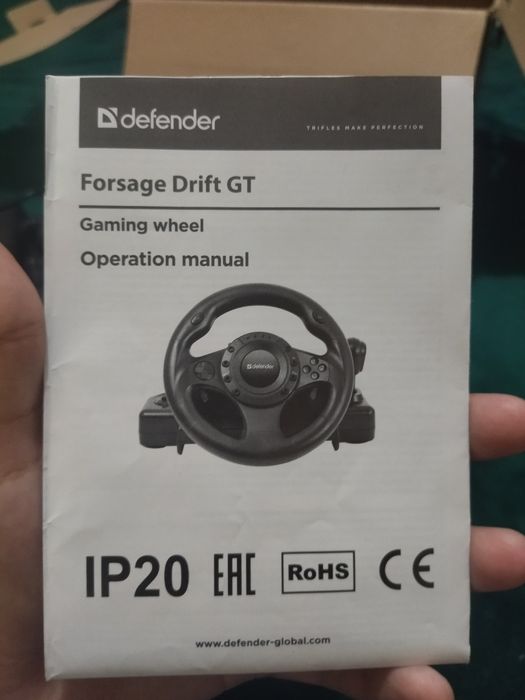 defender
TRIFLES MAKE PERFECTION
Forsage Drift GT
Gaming wheel
Operation manual
defender
IP20 EAC RoHS CE
www.defender-global.com